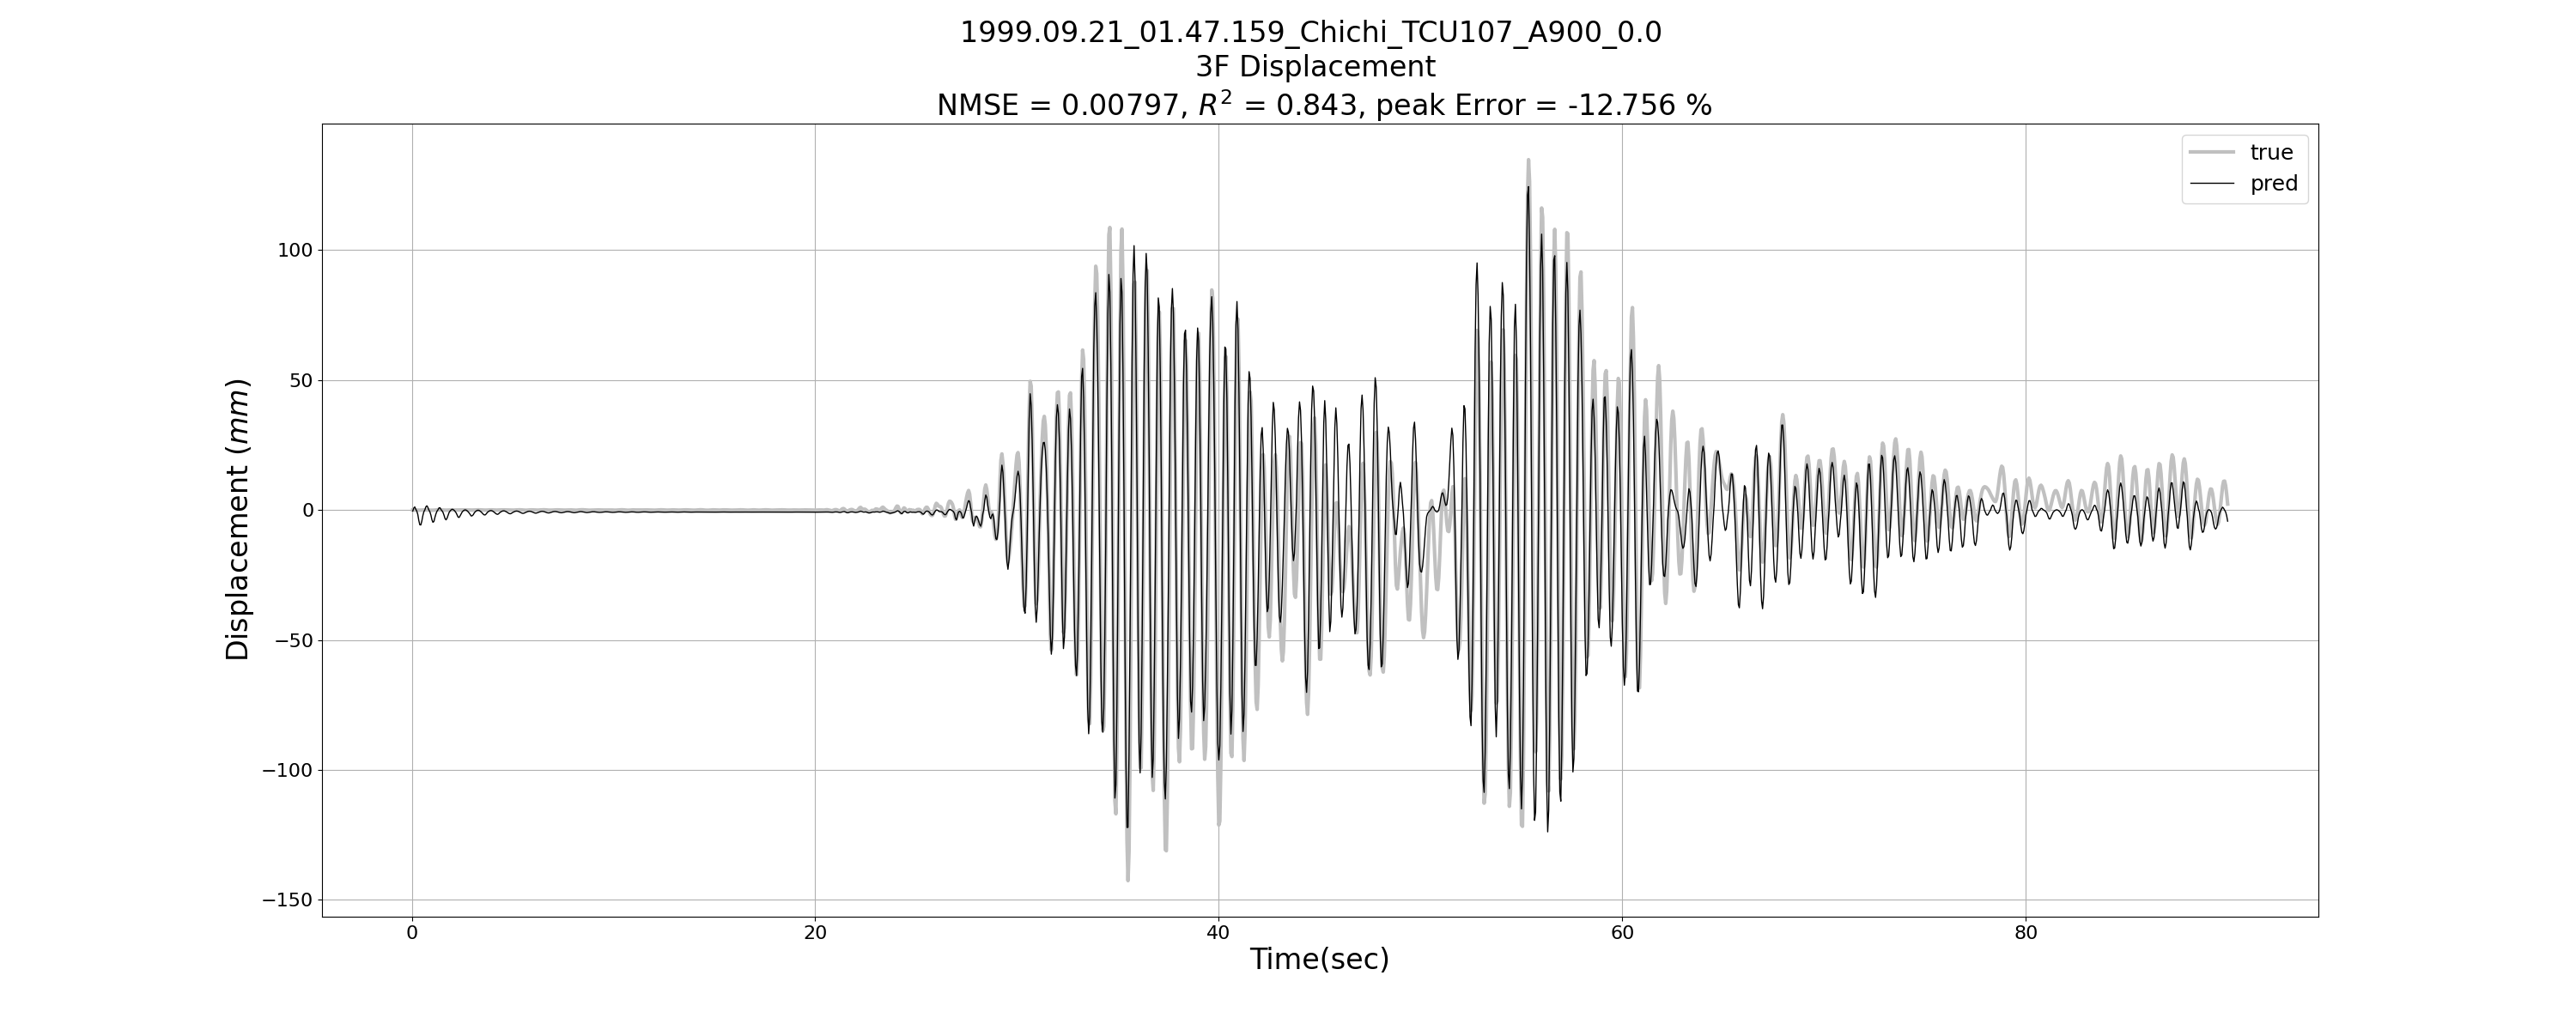 1999.09.21_01.47.159_Chichi_TCU107_A900_0.0
3F Displacement
NMSE = 0.00797, R² = 0.843, peak Error = -12.756 %
true
pred
100
50
0
−50
−100
−150
Displacement (mm)
0 20 40 60 80
Time(sec)